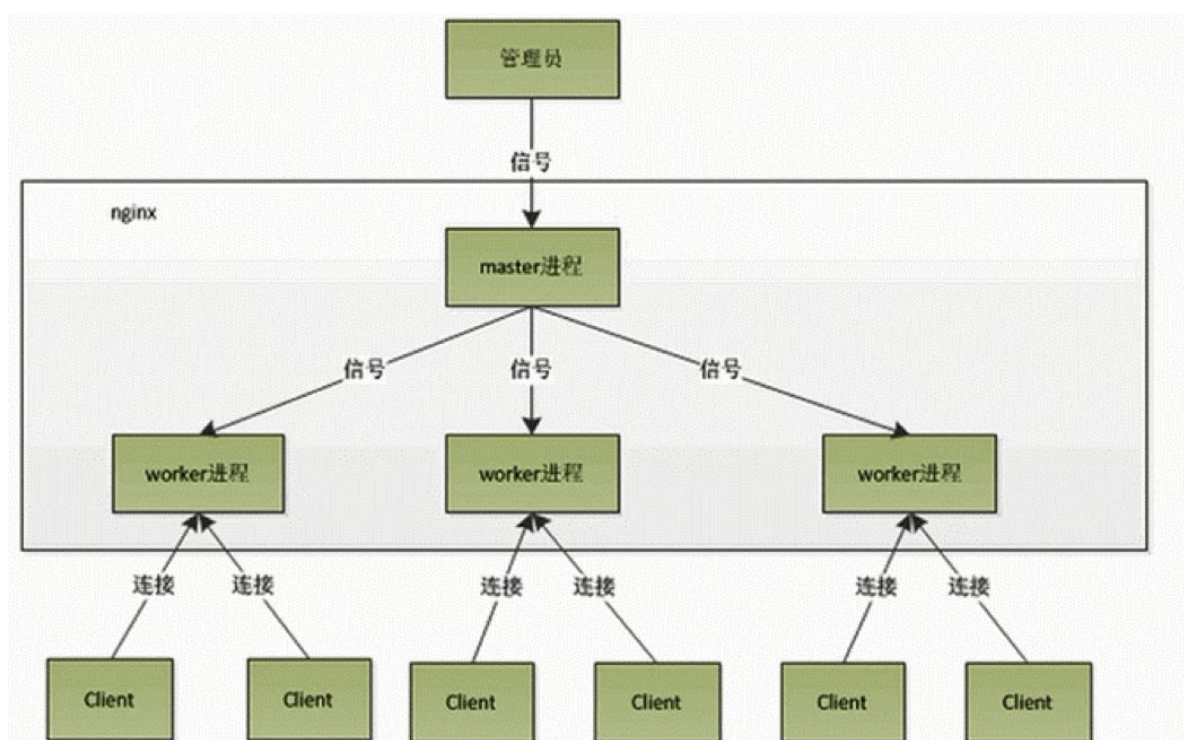 管理员
信号
nginx
master进程
信号 信号 信号
worker进程 worker进程 worker进程
连接 连接 连接 连接 连接 连接
Client Client Client Client Client Client